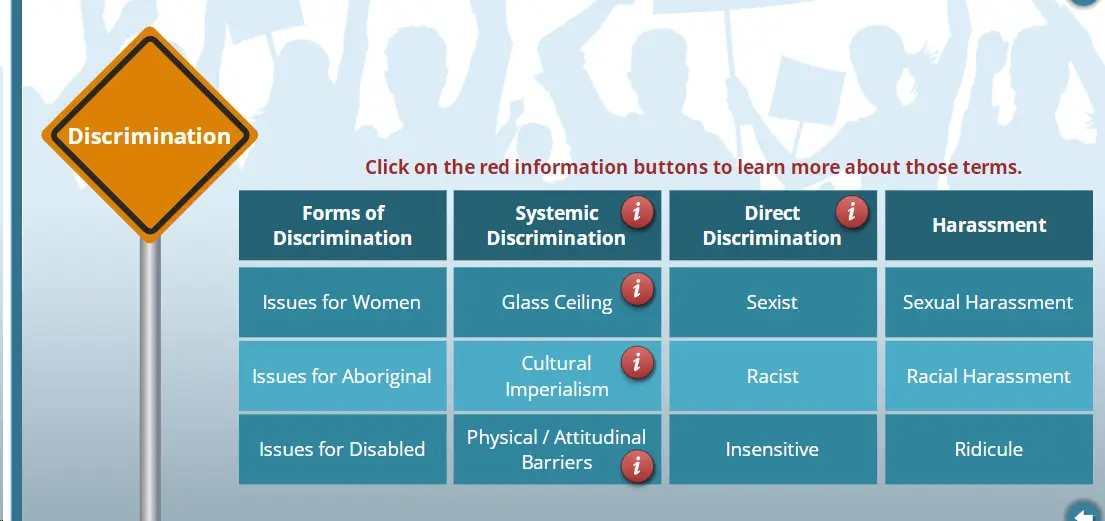 Discrimination
Click on the red information buttons to learn more about those terms.
Forms of
Discrimination
Systemic
Discrimination
i
Direct
Discrimination
i
Harassment
Issues for Women
Glass Ceiling
i
Sexist
Sexual Harassment
Issues for Aboriginal
Cultural
Imperialism
i
Racist
Racial Harassment
Issues for Disabled
Physical / Attitudinal
Barriers
i
Insensitive
Ridicule